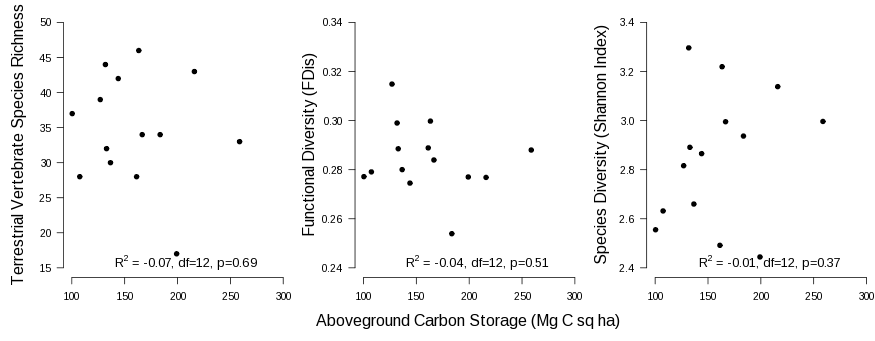 Terrestrial Vertebrate Species Richness
50
45
40
35
30
25
20
15
R² = -0.07, df=12, p=0.69
100 150 200 250 300
Functional Diversity (FDis)
0.34
0.32
0.30
0.28
0.26
0.24
R² = -0.04, df=12, p=0.51
100 150 200 250 300
Species Diversity (Shannon Index)
3.4
3.2
3.0
2.8
2.6
2.4
R² = -0.01, df=12, p=0.37
100 150 200 250 300
Aboveground Carbon Storage (Mg C sq ha)